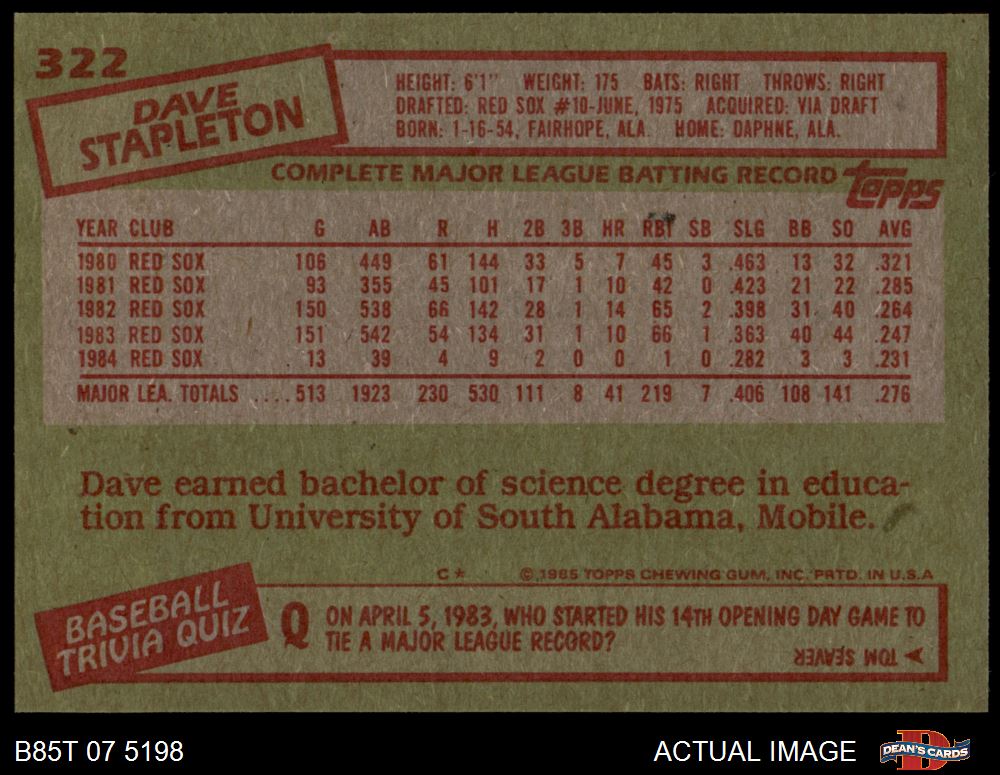 322
DAVE
STAPLETON
HEIGHT: 6'1" WEIGHT: 175 BATS: RIGHT THROWS: RIGHT
DRAFTED: RED SOX #10-JUNE, 1975 ACQUIRED: VIA DRAFT
BORN: 1-16-54, FAIRHOPE, ALA. HOME: DAPHNE, ALA.
COMPLETE MAJOR LEAGUE BATTING RECORD topps
YEAR CLUB G AB R H 2B 3B HR RBI SB SLG BB SO AVG
1980 RED SOX 106 449 61 144 33 5 7 45 3 .463 13 32 .321
1981 RED SOX 93 355 45 101 17 1 10 42 0 .423 21 22 .285
1982 RED SOX 150 538 66 142 28 1 14 65 2 .398 31 40 .264
1983 RED SOX 151 542 54 134 31 1 10 66 1 .363 40 44 .247
1984 RED SOX 13 39 4 9 2 0 0 1 0 .282 3 3 .231
MAJOR LEA. TOTALS ....513 1923 230 530 111 8 41 219 7 .406 108 141 .276
Dave earned bachelor of science degree in educa-
tion from University of South Alabama, Mobile.
C* © 1985 TOPPS CHEWING GUM, INC. PRTD. IN U.S.A
BASEBALL
TRIVIA QUIZ
Q ON APRIL 5, 1983, WHO STARTED HIS 14TH OPENING DAY GAME TO
TIE A MAJOR LEAGUE RECORD?
TOM SEAVER
B85T 07 5198 ACTUAL IMAGE D DEAN'S CARDS